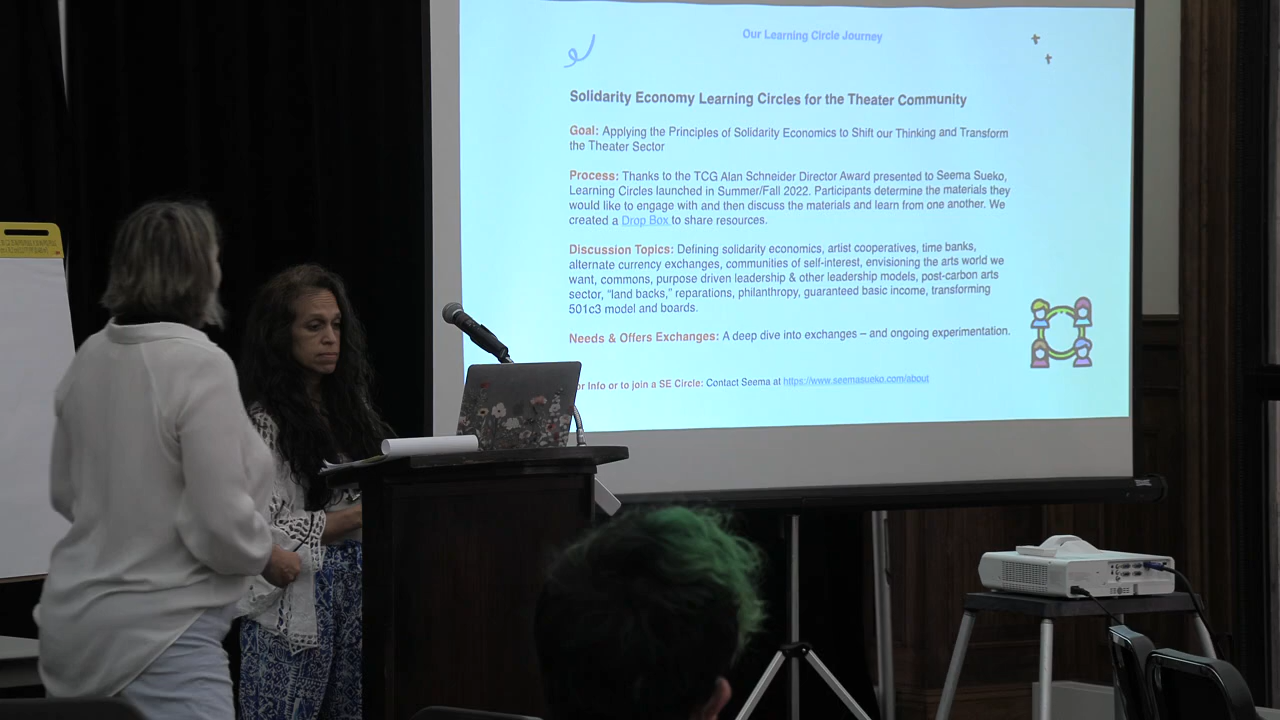 Our Learning Circle Journey
Solidarity Economy Learning Circles for the Theater Community
Goal: Applying the Principles of Solidarity Economics to Shift our Thinking and Transform
the Theater Sector
Process: Thanks to the TCG Alan Schneider Director Award presented to Seema Sueko,
Learning Circles launched in Summer/Fall 2022. Participants determine the materials they
would like to engage with and then discuss the materials and learn from one another. We
created a Drop Box to share resources.
Discussion Topics: Defining solidarity economics, artist cooperatives, time banks,
alternate currency exchanges, communities of self-interest, envisioning the arts world we
want, commons, purpose driven leadership & other leadership models, post-carbon arts
sector, “land backs,” reparations, philanthropy, guaranteed basic income, transforming
501c3 model and boards.
Needs & Offers Exchanges: A deep dive into exchanges – and ongoing experimentation.
or Info or to join a SE Circle: Contact Seema at https://www.seemasueko.com/about